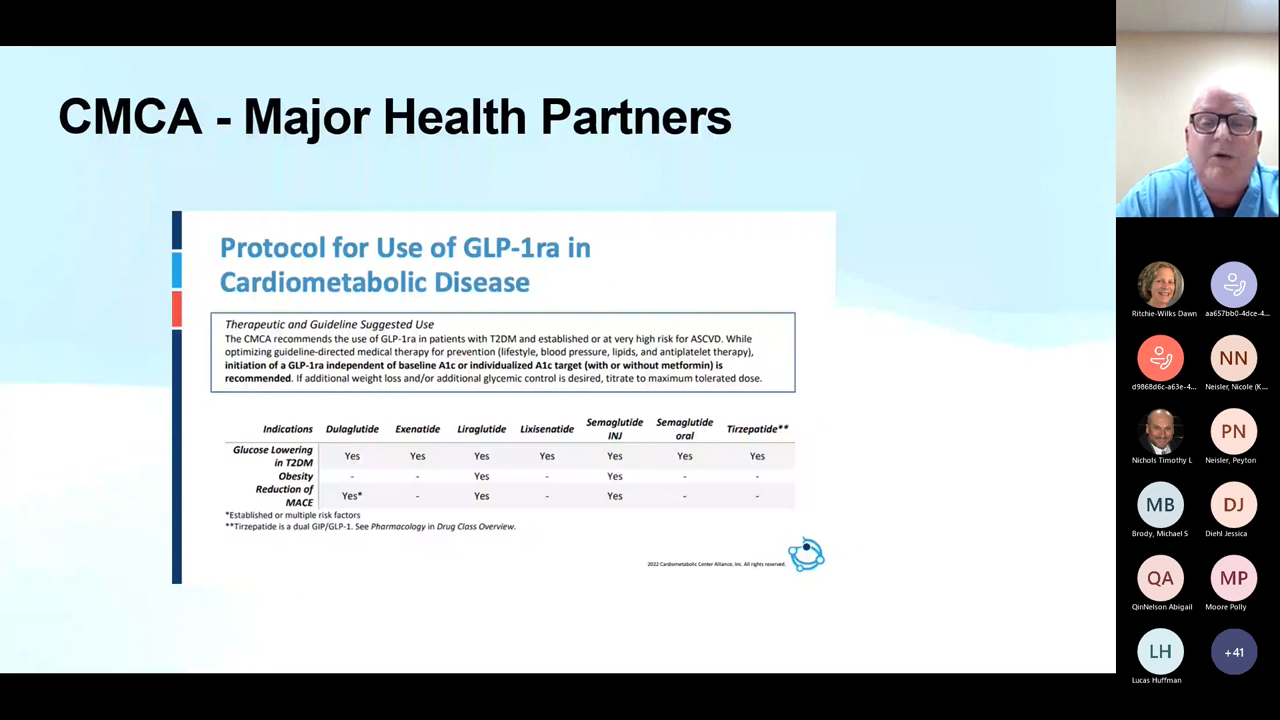 CMCA - Major Health Partners
Protocol for Use of GLP-1ra in
Cardiometabolic Disease
Therapeutic and Guideline Suggested Use
The CMCA recommends the use of GLP-1ra in patients with T2DM and established or at very high risk for ASCVD. While
optimizing guideline-directed medical therapy for prevention (lifestyle, blood pressure, lipids, and antiplatelet therapy),
initiation of a GLP-1ra independent of baseline A1c or individualized A1c target (with or without metformin) is
recommended. If additional weight loss and/or additional glycemic control is desired, titrate to maximum tolerated dose.
Indications Dulaglutide Exenatide Liraglutide Lixisenatide Semaglutide INJ Semaglutide oral Tirzepatide**
Glucose Lowering in T2DM Yes Yes Yes Yes Yes Yes Yes
Obesity - - Yes - Yes - -
Reduction of MACE Yes* - Yes - Yes - -
*Established or multiple risk factors
**Tirzepatide is a dual GIP/GLP-1. See Pharmacology in Drug Class Overview.
2022 Cardiometabolic Center Alliance, Inc. All rights reserved.
Ritchie-Wilks Dawn
aa657bb0-4dce-4...
d9868d6c-a63e-4...
NN
Neisler, Nicole (K...
Nichols Timothy L
PN
Neisler, Peyton
MB
Brody, Michael S
DJ
Diehl Jessica
QA
QinNelson Abigail
MP
Moore Polly
LH
Lucas Huffman
+41